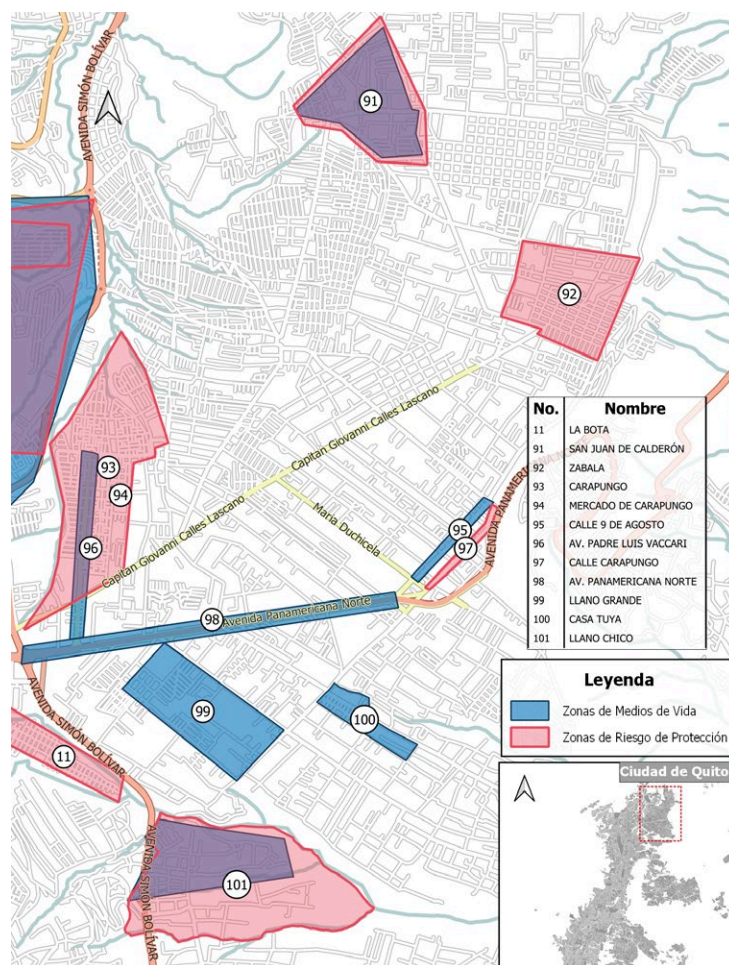 AVENIDA SIMÓN BOLÍVAR
91
92
Capitan Giovanni Calles Lascano
Maria Duchicela
93
94
96
Capitan Giovanni Calles Lascano
95
97
AVENIDA PANAMERICANA NORTE
98
Avenida Panamericana Norte
AVENIDA SIMÓN BOLÍVAR
99
100
11
AVENIDA SIMÓN BOLÍVAR
101
No. Nombre
11 LA BOTA
91 SAN JUAN DE CALDERÓN
92 ZABALA
93 CARAPUNGO
94 MERCADO DE CARAPUNGO
95 CALLE 9 DE AGOSTO
96 AV. PADRE LUIS VACCARI
97 CALLE CARAPUNGO
98 AV. PANAMERICANA NORTE
99 LLANO GRANDE
100 CASA TUYA
101 LLANO CHICO
Leyenda
Zonas de Medios de Vida
Zonas de Riesgo de Protección
Ciudad de Quito